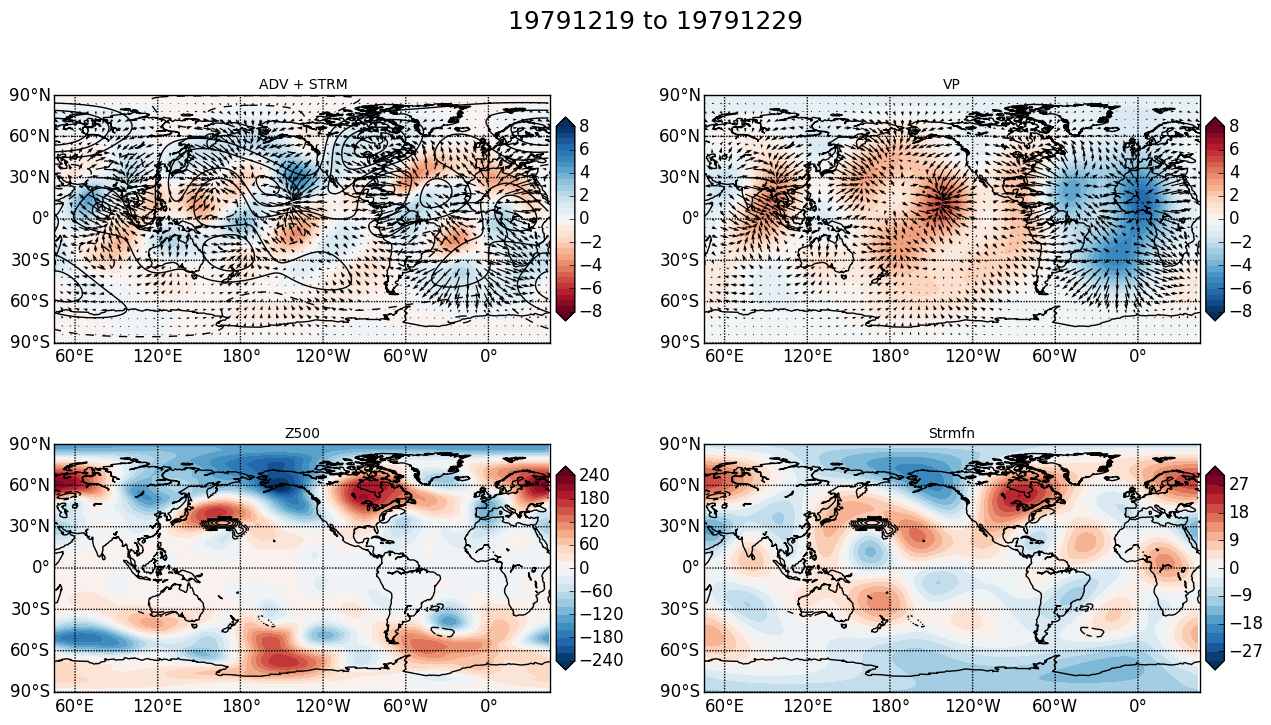 19791219 to 19791229
ADV + STRM
90°N
60°N
30°N
0°
30°S
60°S
90°S
60°E 120°E 180° 120°W 60°W 0°
8
6
4
2
0
−2
−4
−6
−8
VP
90°N
60°N
30°N
0°
30°S
60°S
90°S
60°E 120°E 180° 120°W 60°W 0°
8
6
4
2
0
−2
−4
−6
−8
Z500
90°N
60°N
30°N
0°
30°S
60°S
90°S
60°E 120°E 180° 120°W 60°W 0°
240
180
120
60
0
−60
−120
−180
−240
Strmfn
90°N
60°N
30°N
0°
30°S
60°S
90°S
60°E 120°E 180° 120°W 60°W 0°
27
18
9
0
−9
−18
−27